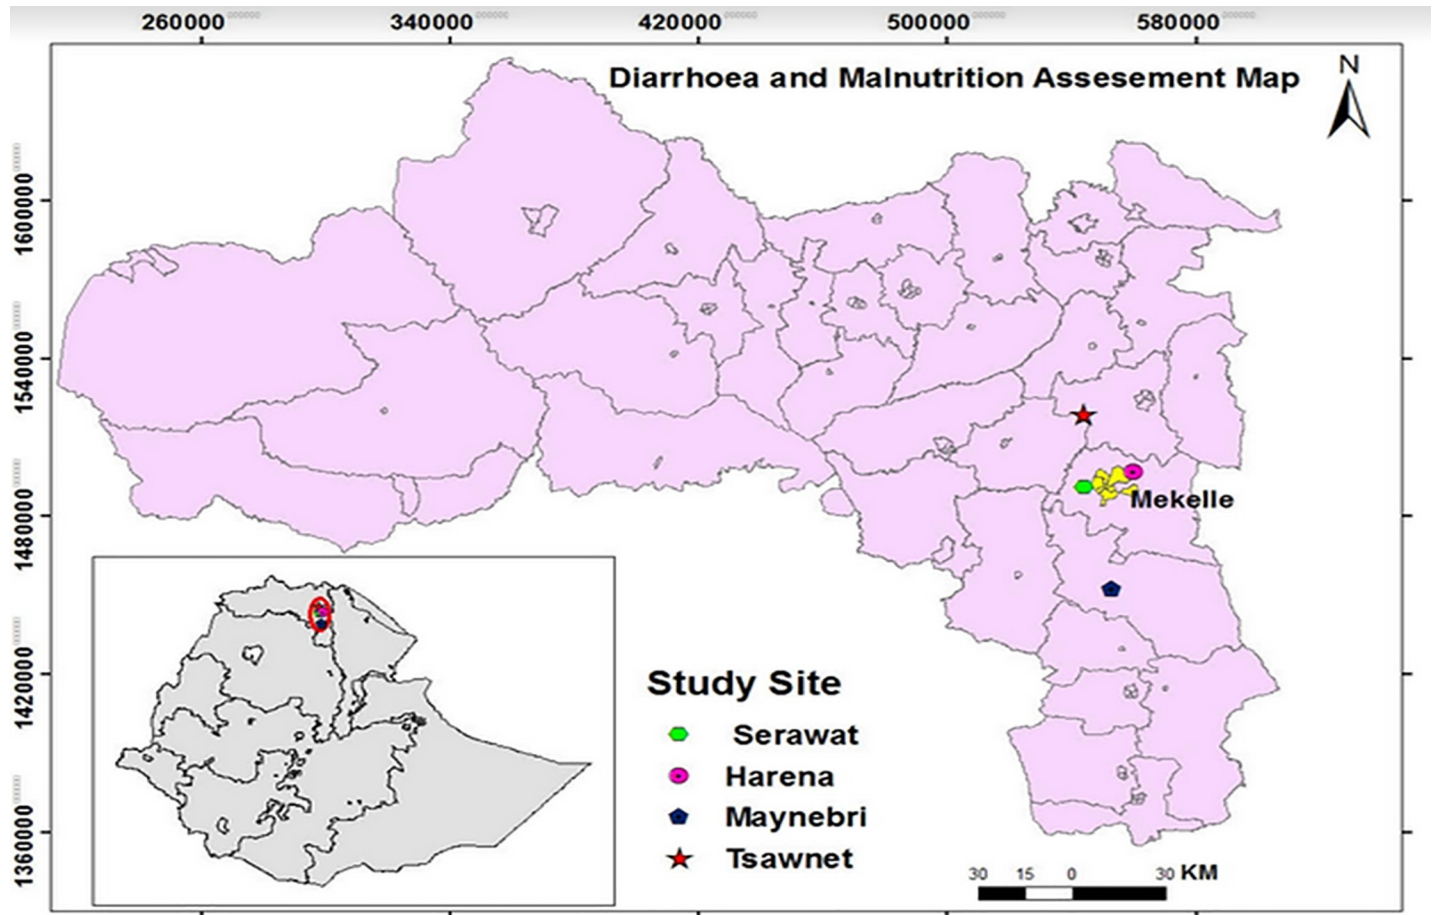 260000 340000 420000 500000 580000
Diarrhoea and Malnutrition Assesement Map
N
1600000
1540000
1480000
1420000
1360000
Mekelle
Study Site
Serawat
Harena
Maynebri
Tsawnet
30 15 0 30 KM